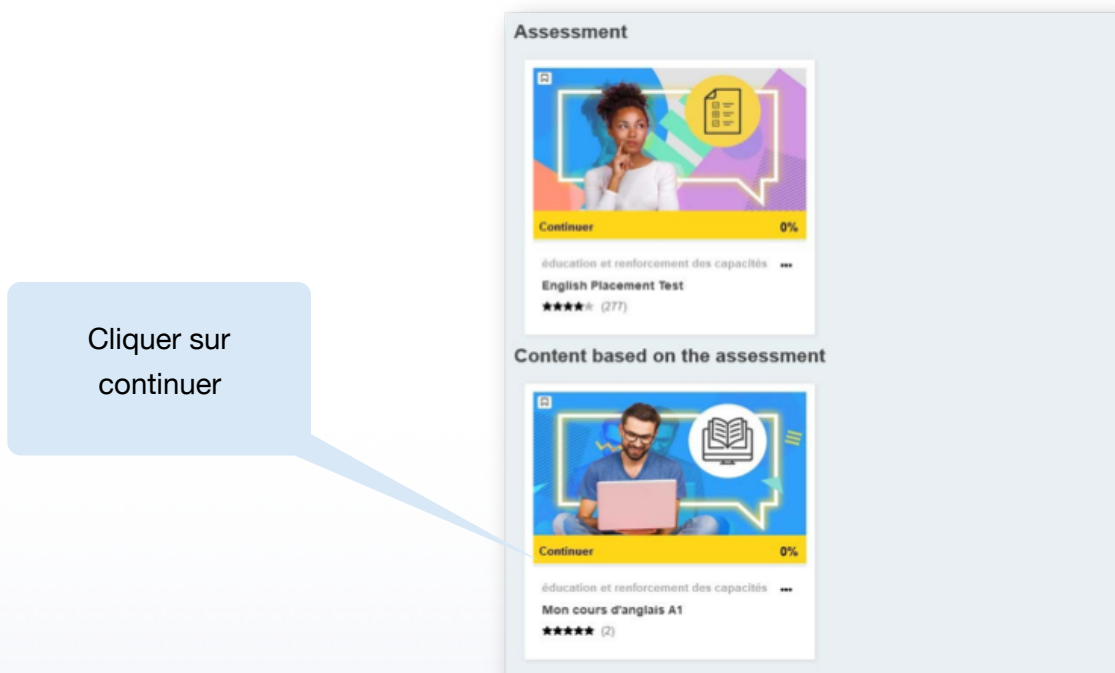 Assessment
Continuer 0%
éducation et renforcement des capacités ...
English Placement Test
(277)
Cliquer sur
continuer
Content based on the assessment
Continuer 0%
éducation et renforcement des capacités ...
Mon cours d'anglais A1
(2)